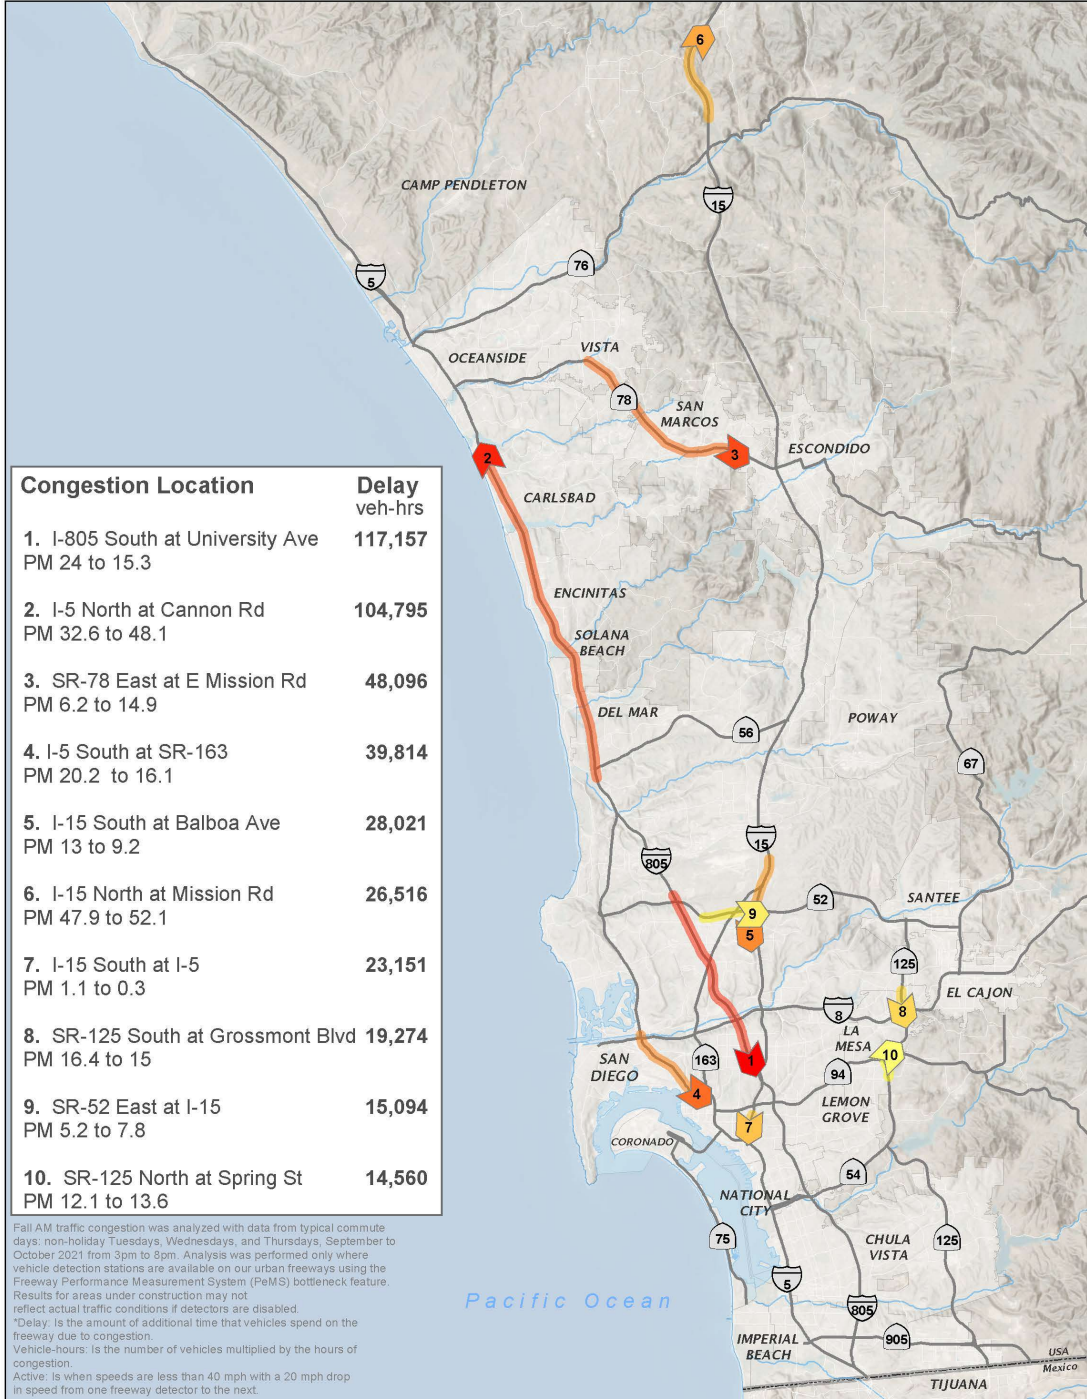 6
CAMP PENDLETON
15
76
5
OCEANSIDE
VISTA
78
SAN
MARCOS
2
3
ESCONDIDO
CARLSBAD
ENCINITAS
SOLANA
BEACH
DEL MAR
56
POWAY
67
15
805
9
52
SANTEE
5
125
EL CAJON
8
8
LA
MESA
SAN
DIEGO
163
1
10
94
4
LEMON
GROVE
7
CORONADO
54
NATIONAL
CITY
75
CHULA
VISTA
125
5
805
905
IMPERIAL
BEACH
USA
Mexico
TIJUANA
Pacific Ocean
Congestion Location Delay
veh-hrs
1. I-805 South at University Ave 117,157
PM 24 to 15.3
2. I-5 North at Cannon Rd 104,795
PM 32.6 to 48.1
3. SR-78 East at E Mission Rd 48,096
PM 6.2 to 14.9
4. I-5 South at SR-163 39,814
PM 20.2 to 16.1
5. I-15 South at Balboa Ave 28,021
PM 13 to 9.2
6. I-15 North at Mission Rd 26,516
PM 47.9 to 52.1
7. I-15 South at I-5 23,151
PM 1.1 to 0.3
8. SR-125 South at Grossmont Blvd 19,274
PM 16.4 to 15
9. SR-52 East at I-15 15,094
PM 5.2 to 7.8
10. SR-125 North at Spring St 14,560
PM 12.1 to 13.6
Fall AM traffic congestion was analyzed with data from typical commute
days: non-holiday Tuesdays, Wednesdays, and Thursdays, September to
October 2021 from 3pm to 8pm. Analysis was performed only where
vehicle detection stations are available on our urban freeways using the
Freeway Performance Measurement System (PeMS) bottleneck feature.
Results for areas under construction may not
reflect actual traffic conditions if detectors are disabled.
*Delay: Is the amount of additional time that vehicles spend on the
freeway due to congestion.
Vehicle-hours: Is the number of vehicles multiplied by the hours of
congestion.
Active: Is when speeds are less than 40 mph with a 20 mph drop
in speed from one freeway detector to the next.